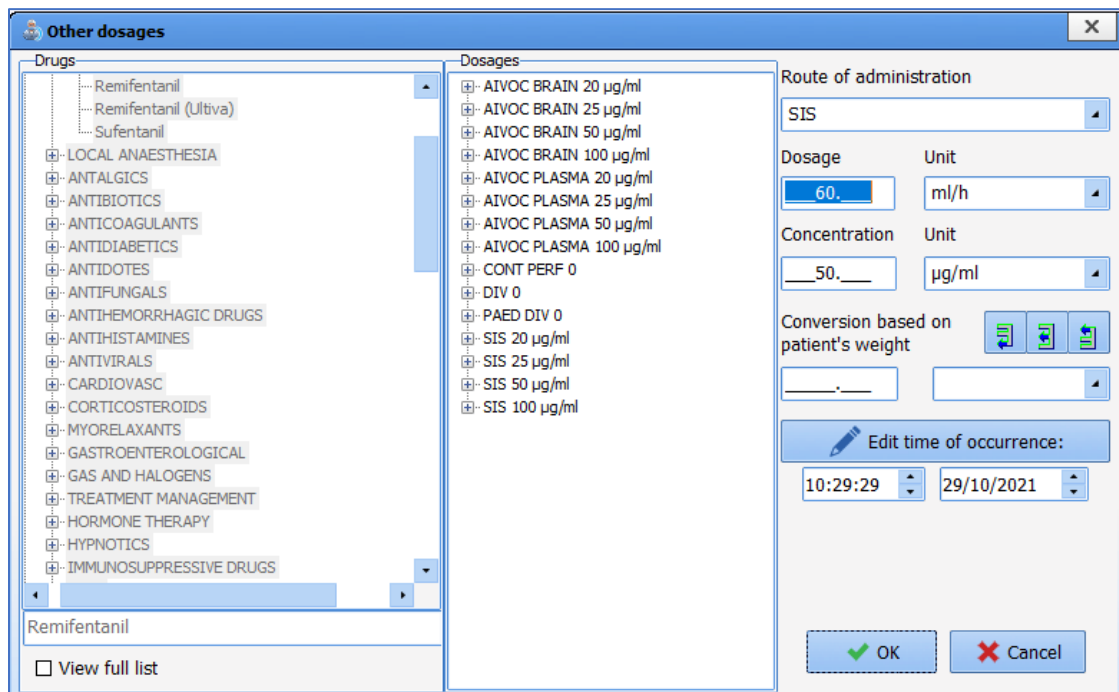 Other dosages
Drugs
Remifentanil
Remifentanil (Ultiva)
Sufentanil
LOCAL ANAESTHESIA
ANTALGICS
ANTIBIOTICS
ANTICOAGULANTS
ANTIDIABETICS
ANTIDOTES
ANTIFUNGALS
ANTIHEMORRHAGIC DRUGS
ANTIHISTAMINES
ANTIVIRALS
CARDIOVASC
CORTICOSTEROIDS
MYORELAXANTS
GASTROENTEROLOGICAL
GAS AND HALOGENS
TREATMENT MANAGEMENT
HORMONE THERAPY
HYPNOTICS
IMMUNOSUPPRESSIVE DRUGS
Remifentanil
View full list
Dosages
AIVOC BRAIN 20 µg/ml
AIVOC BRAIN 25 µg/ml
AIVOC BRAIN 50 µg/ml
AIVOC BRAIN 100 µg/ml
AIVOC PLASMA 20 µg/ml
AIVOC PLASMA 25 µg/ml
AIVOC PLASMA 50 µg/ml
AIVOC PLASMA 100 µg/ml
CONT PERF 0
DIV 0
PAED DIV 0
SIS 20 µg/ml
SIS 25 µg/ml
SIS 50 µg/ml
SIS 100 µg/ml
Route of administration
SIS
Dosage Unit
___60.___ ml/h
Concentration Unit
___50.___ µg/ml
Conversion based on
patient's weight
_____.___
Edit time of occurrence:
10:29:29 29/10/2021
OK Cancel